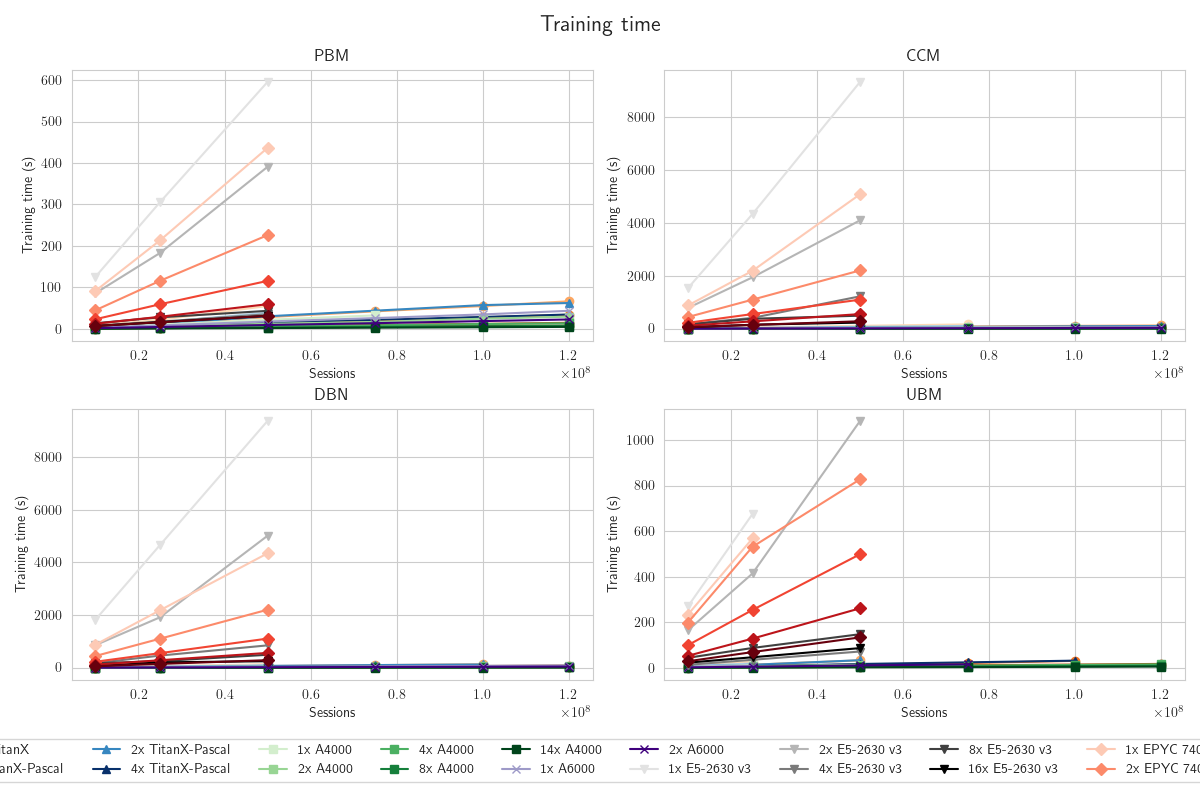 Training time
PBM
CCM
600
500
400
300
200
100
0
Training time (s)
0.2 0.4 0.6 0.8 1.0 1.2
×10⁸
Sessions
8000
6000
4000
2000
0
Training time (s)
0.2 0.4 0.6 0.8 1.0 1.2
×10⁸
Sessions
DBN
UBM
8000
6000
4000
2000
0
Training time (s)
0.2 0.4 0.6 0.8 1.0 1.2
×10⁸
Sessions
1000
800
600
400
200
0
Training time (s)
0.2 0.4 0.6 0.8 1.0 1.2
×10⁸
Sessions
2x TitanX-Pascal 1x A4000 4x A4000 14x A4000 2x A6000 2x E5-2630 v3 8x E5-2630 v3 1x EPYC
4x TitanX-Pascal 2x A4000 8x A4000 1x A6000 1x E5-2630 v3 4x E5-2630 v3 16x E5-2630 v3 2x EPYC